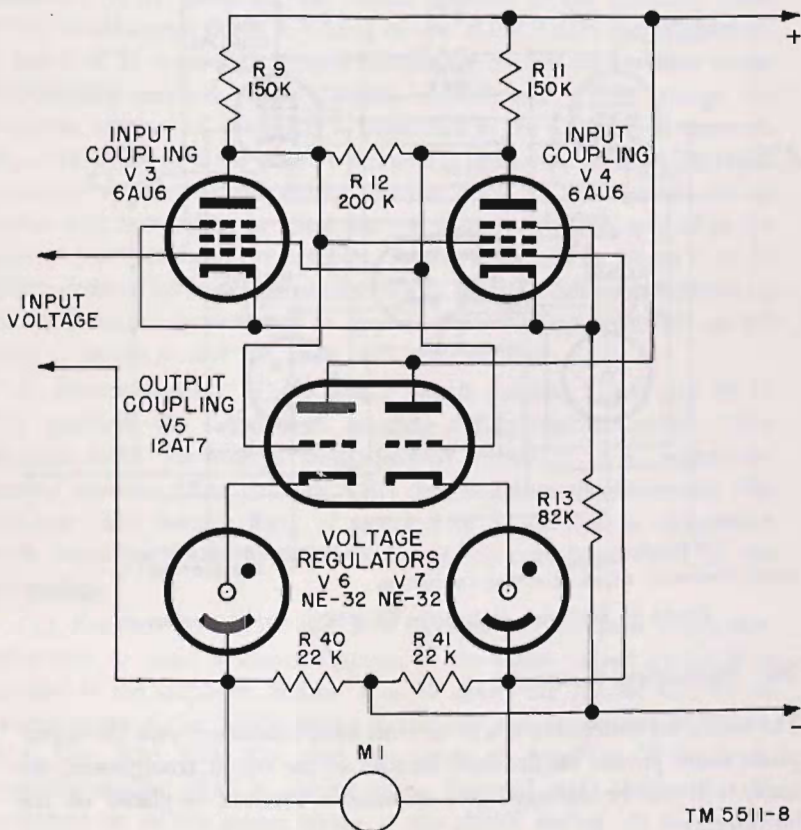 +
R 9
150K
R 11
150K
INPUT
COUPLING
V 3
6AU6
R 12
200 K
INPUT
COUPLING
V 4
6AU6
INPUT
VOLTAGE
OUTPUT
COUPLING
V5
12AT7
R13
82K
VOLTAGE
REGULATORS
V 6 V 7
NE-32 NE-32
R 40
22 K
R 41
22 K
–
M 1
TM 5511-8